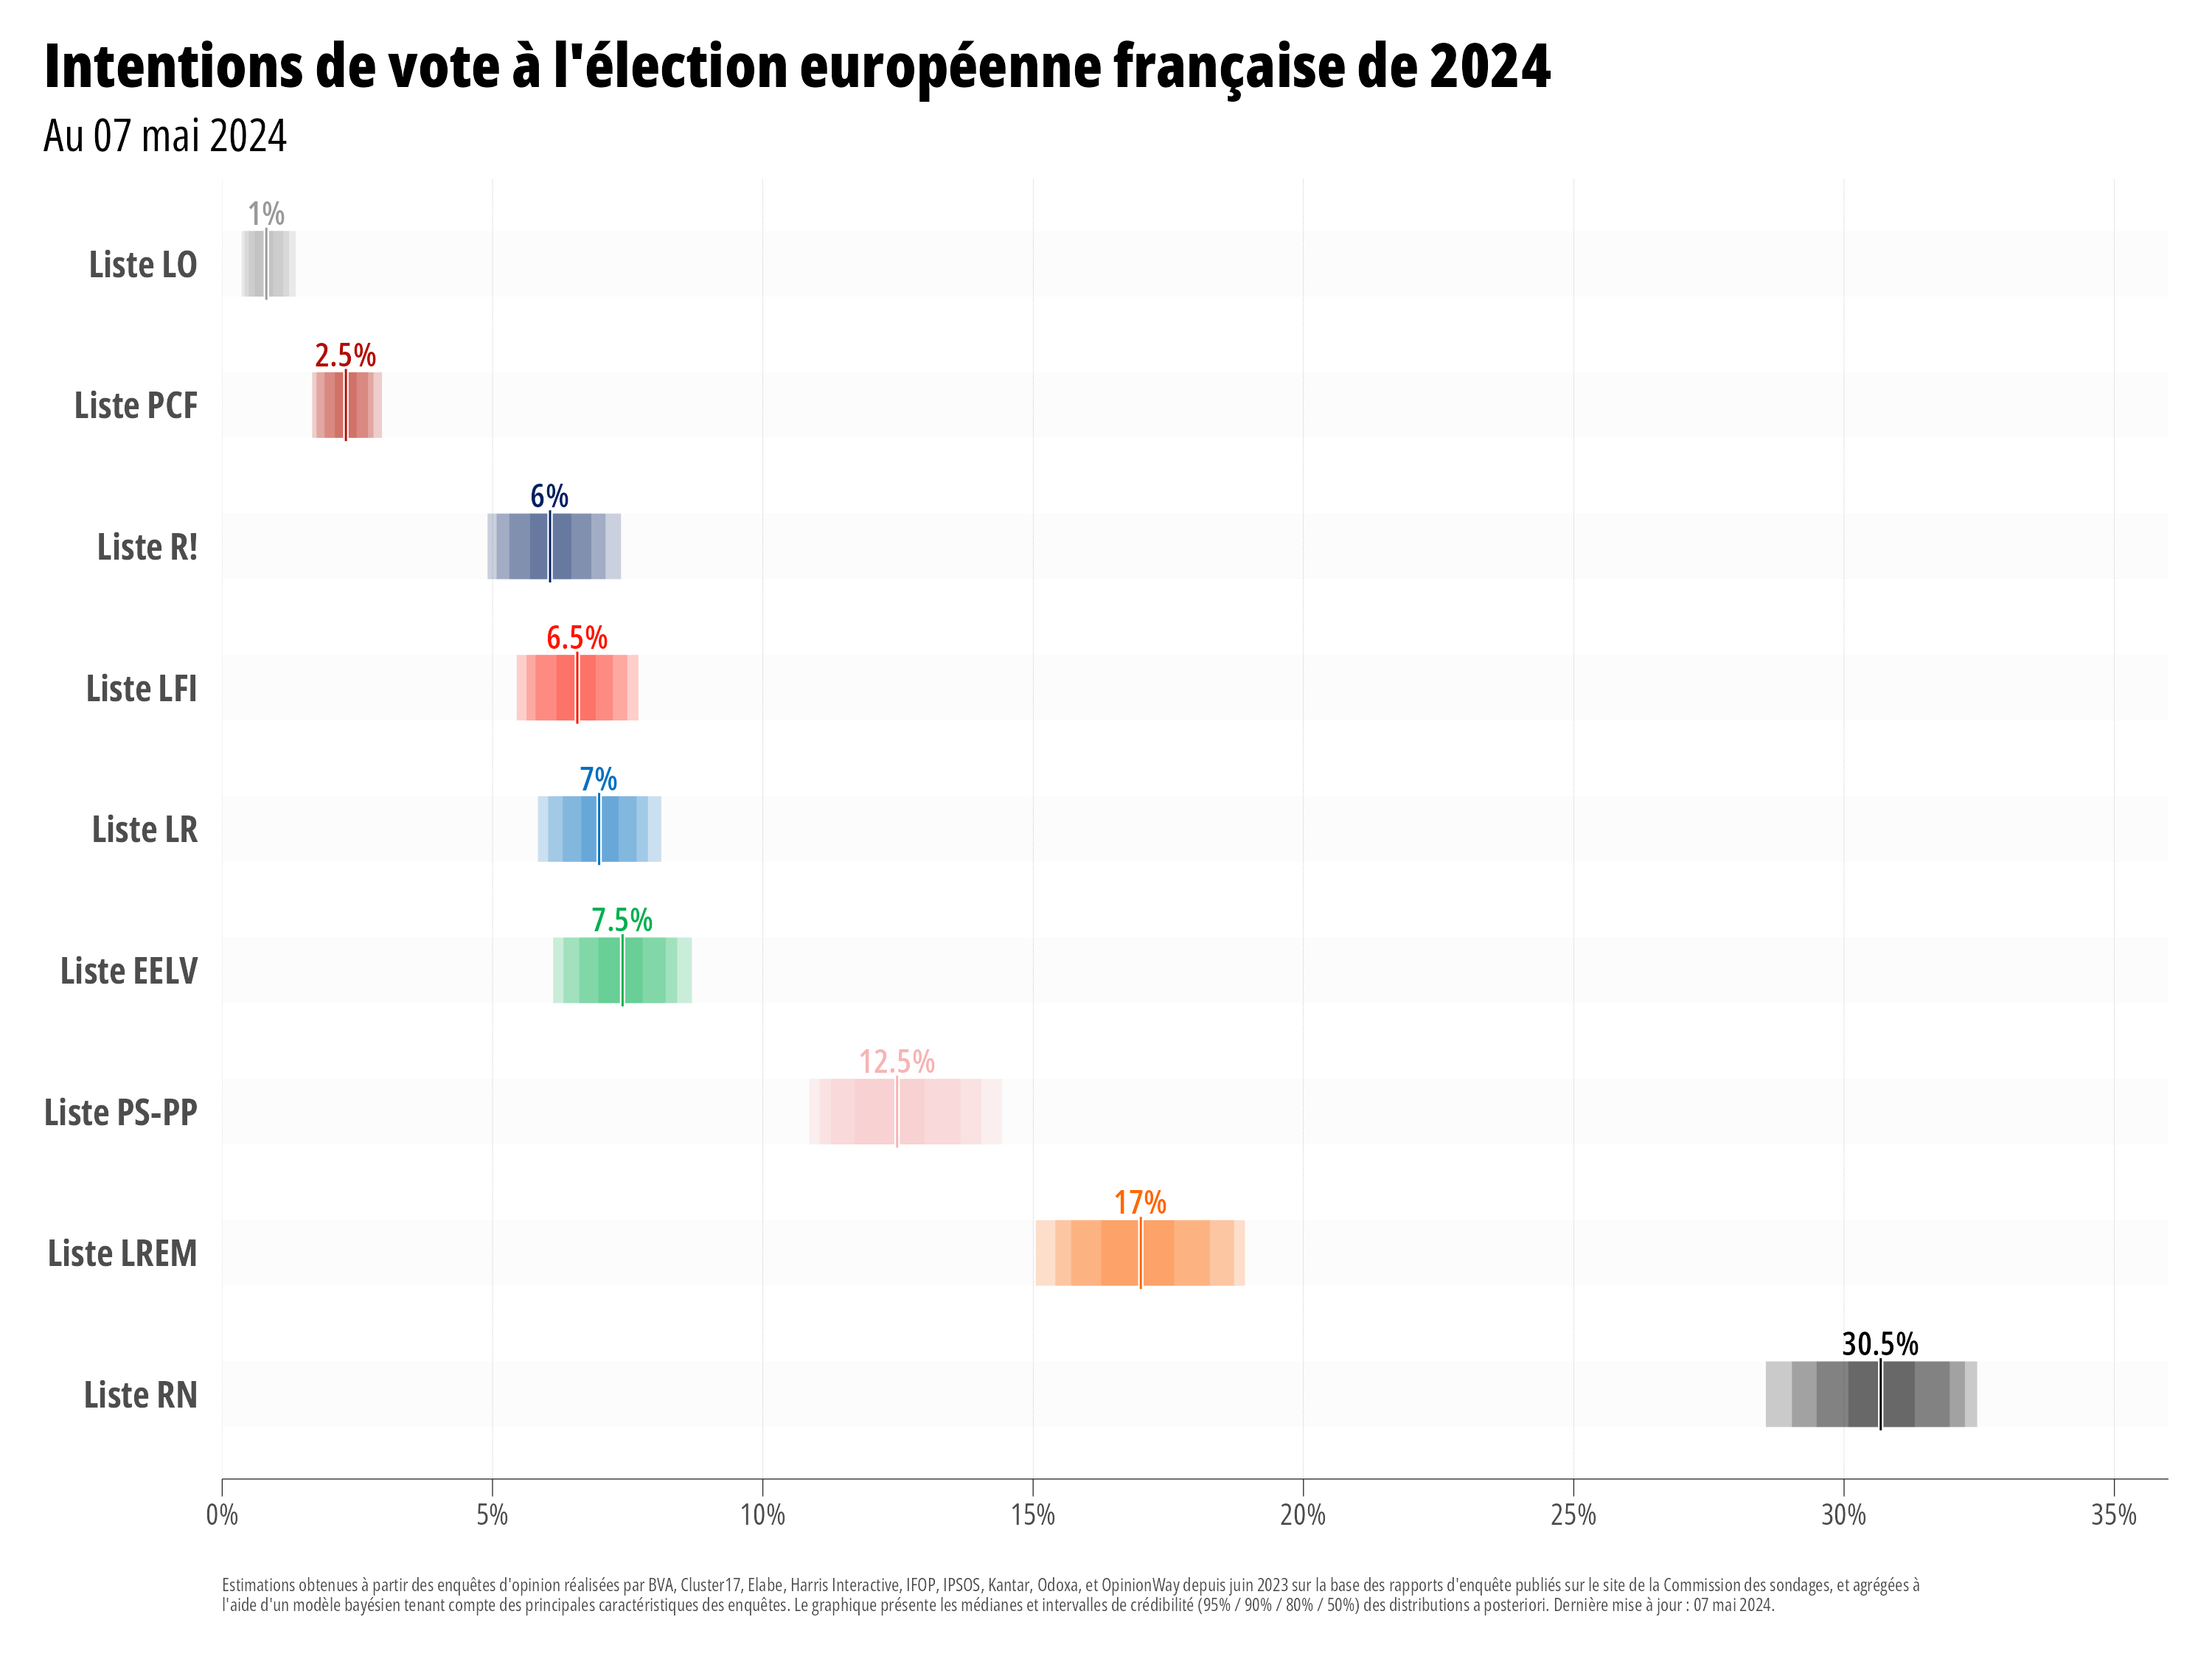 Intentions de vote à l'élection européenne française de 2024
Au 07 mai 2024
1%
Liste LO
2.5%
Liste PCF
6%
Liste R!
6.5%
Liste LFI
7%
Liste LR
7.5%
Liste EELV
12.5%
Liste PS-PP
17%
Liste LREM
30.5%
Liste RN
0% 5% 10% 15% 20% 25% 30% 35%
Estimations obtenues à partir des enquêtes d'opinion réalisées par BVA, Cluster17, Elabe, Harris Interactive, IFOP, IPSOS, Kantar, Odoxa, et OpinionWay depuis juin 2023 sur la base des rapports d'enquête publiés sur le site de la Commission des sondages, et agrégées à
l'aide d'un modèle bayésien tenant compte des principales caractéristiques des enquêtes. Le graphique présente les médianes et intervalles de crédibilité (95% / 90% / 80% / 50%) des distributions a posteriori. Dernière mise à jour : 07 mai 2024.